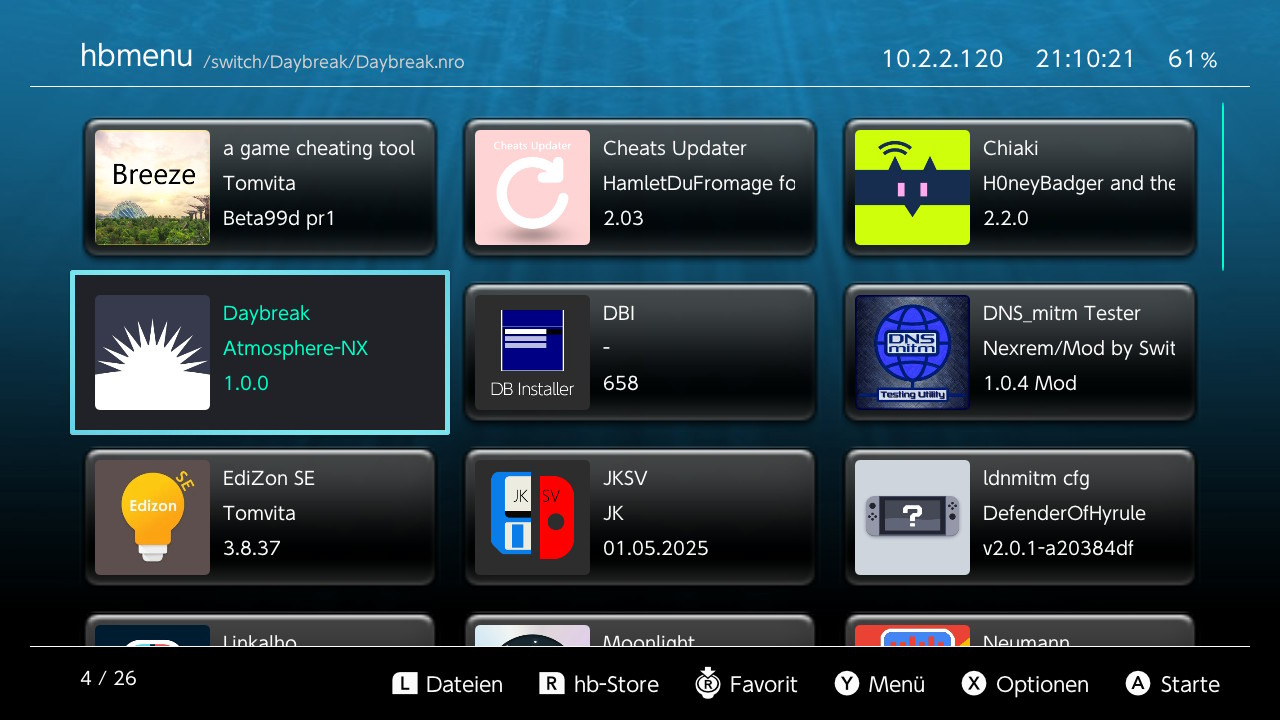 hbmenu /switch/Daybreak/Daybreak.nro 10.2.2.120 21:10:21 61%
Breeze
a game cheating tool
Tomvita
Beta99d pr1
Cheats Updater
Cheats Updater
HamletDuFromage fo
2.03
Chiaki
H0neyBadger and the
2.2.0
Daybreak
Atmosphere-NX
1.0.0
DB Installer
DBI
-
658
DNS
mitm
Testing Utility
DNS_mitm Tester
Nexrem/Mod by Swit
1.0.4 Mod
Edizon SE
EdiZon SE
Tomvita
3.8.37
JK SV
JKSV
JK
01.05.2025
?
ldnmitm cfg
DefenderOfHyrule
v2.0.1-a20384df
Linkalho
Moonlight
Neumann
4 / 26 L Dateien R hb-Store R Favorit Y Menü X Optionen A Starte